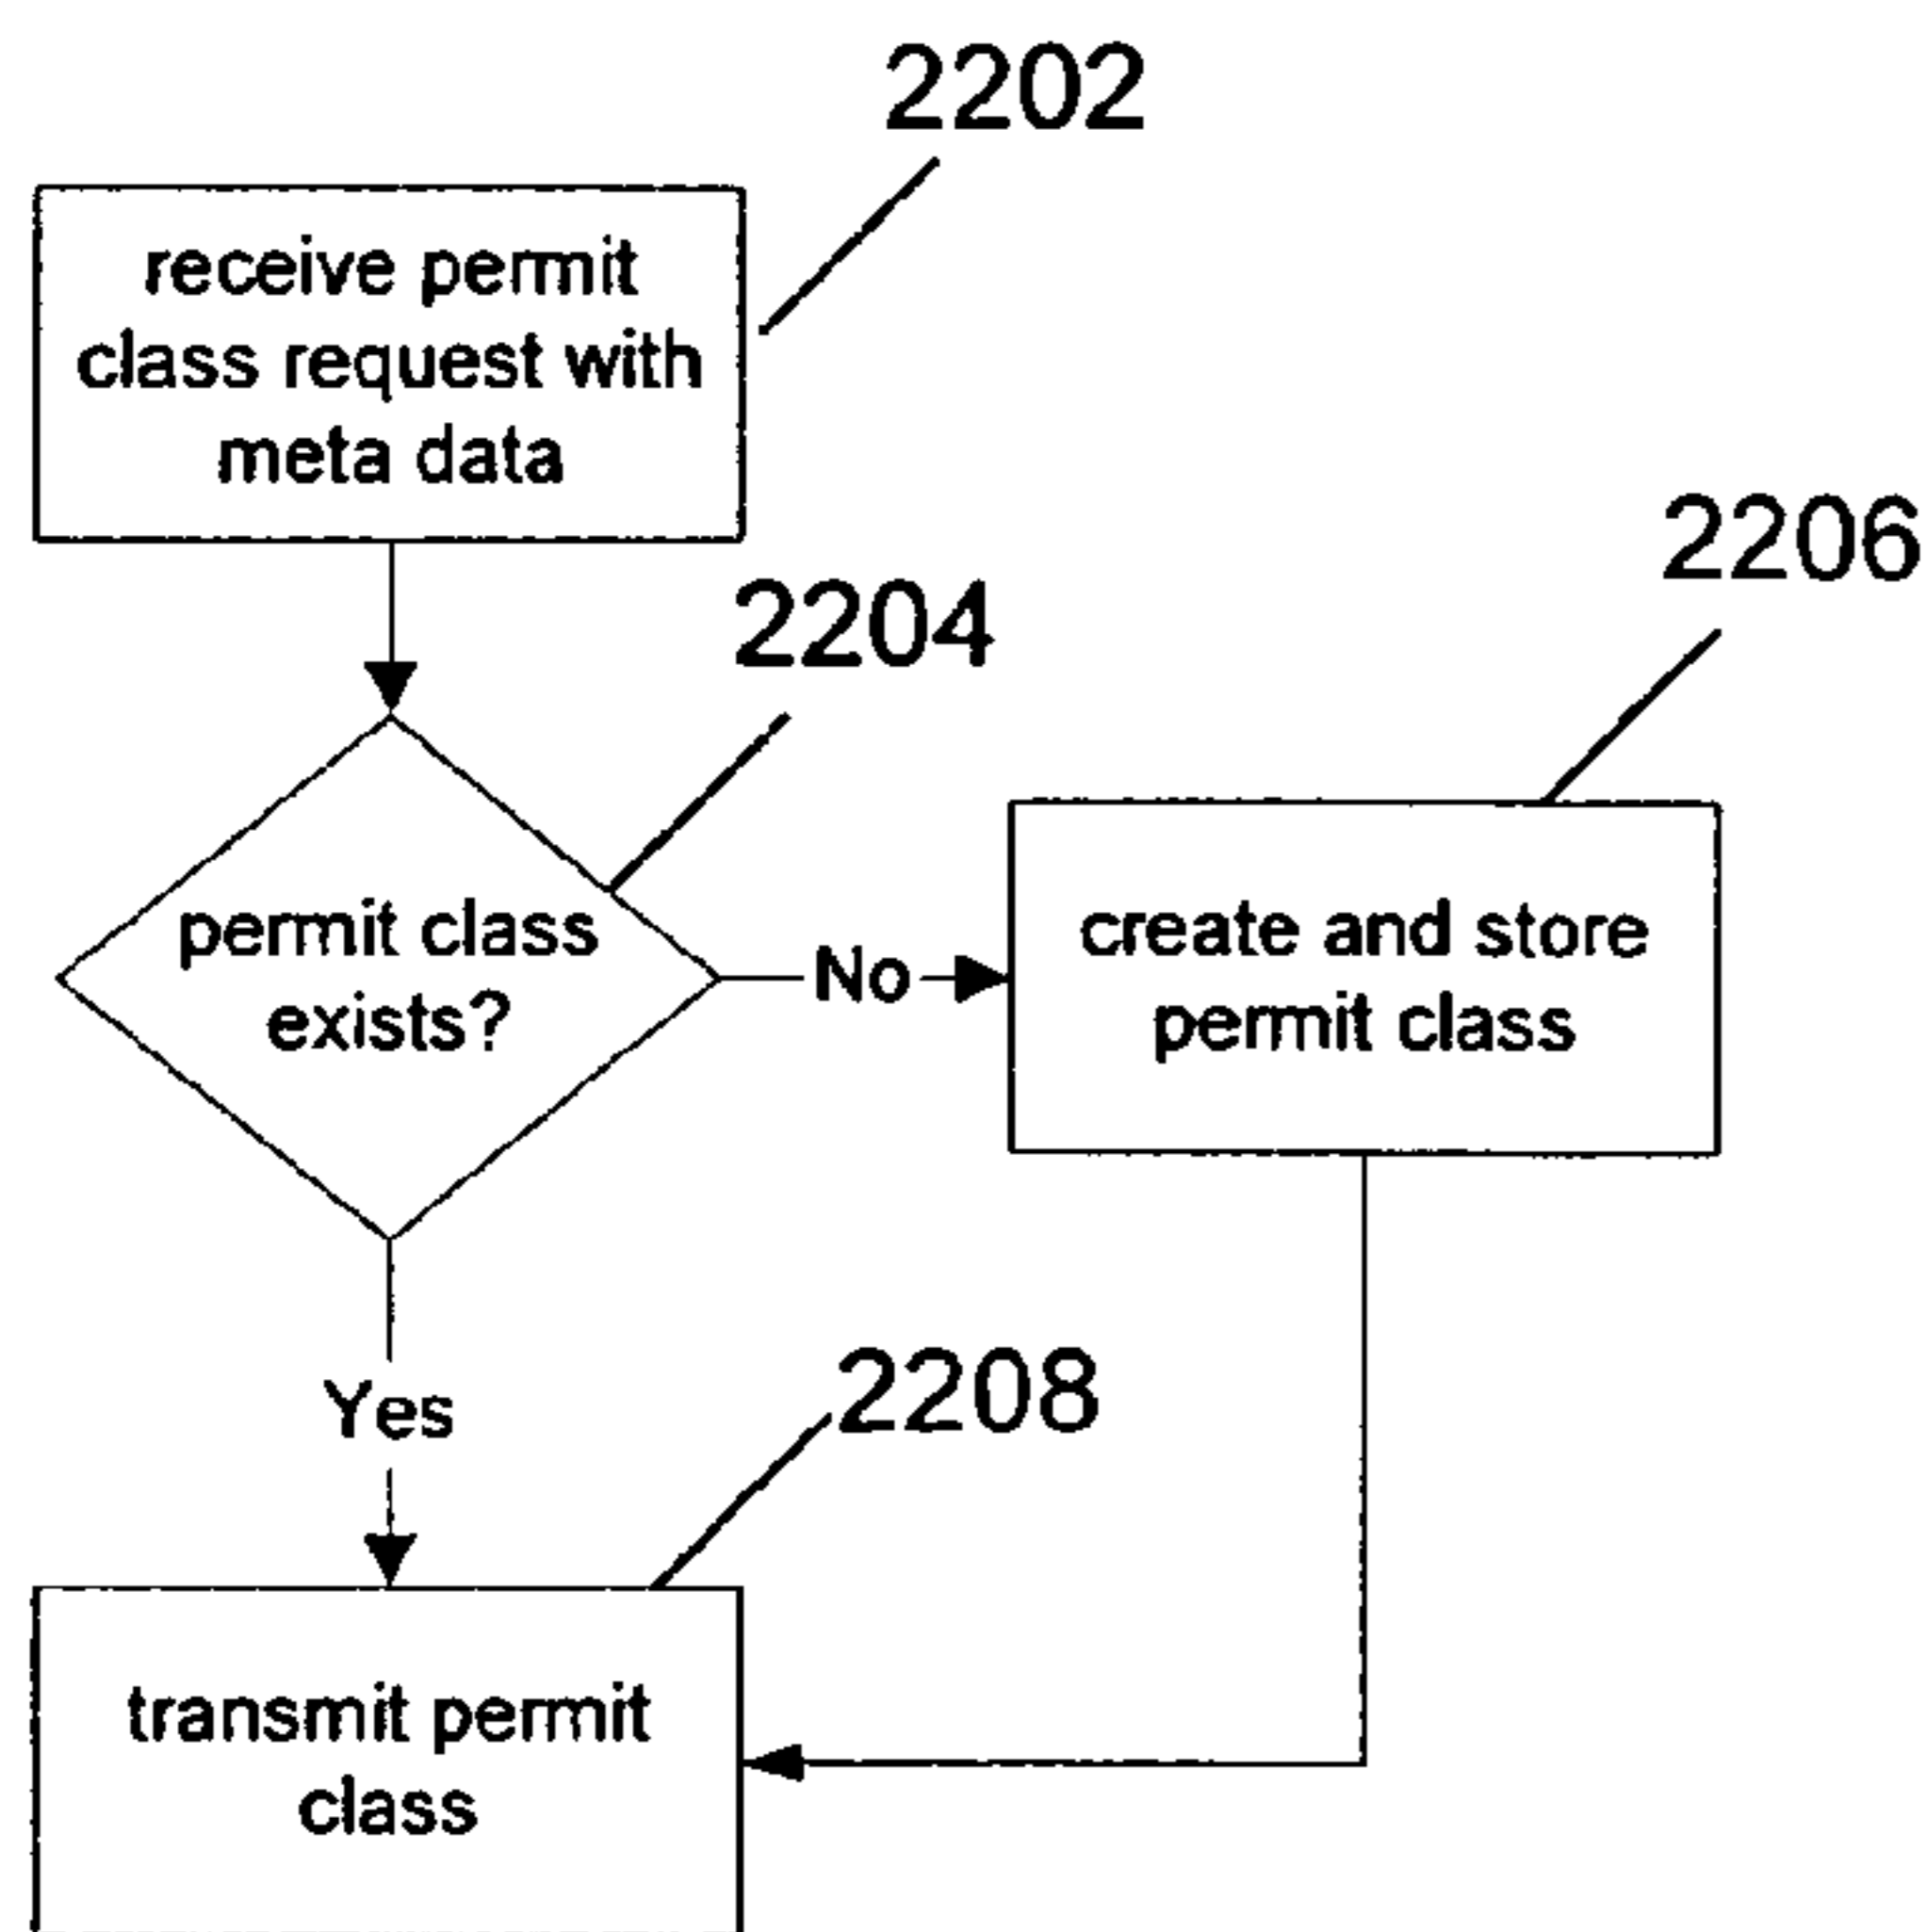 2202
receive permit
class request with
meta data
2204
2206
permit class
exists?
No
create and store
permit class
Yes
2208
transmit permit
class